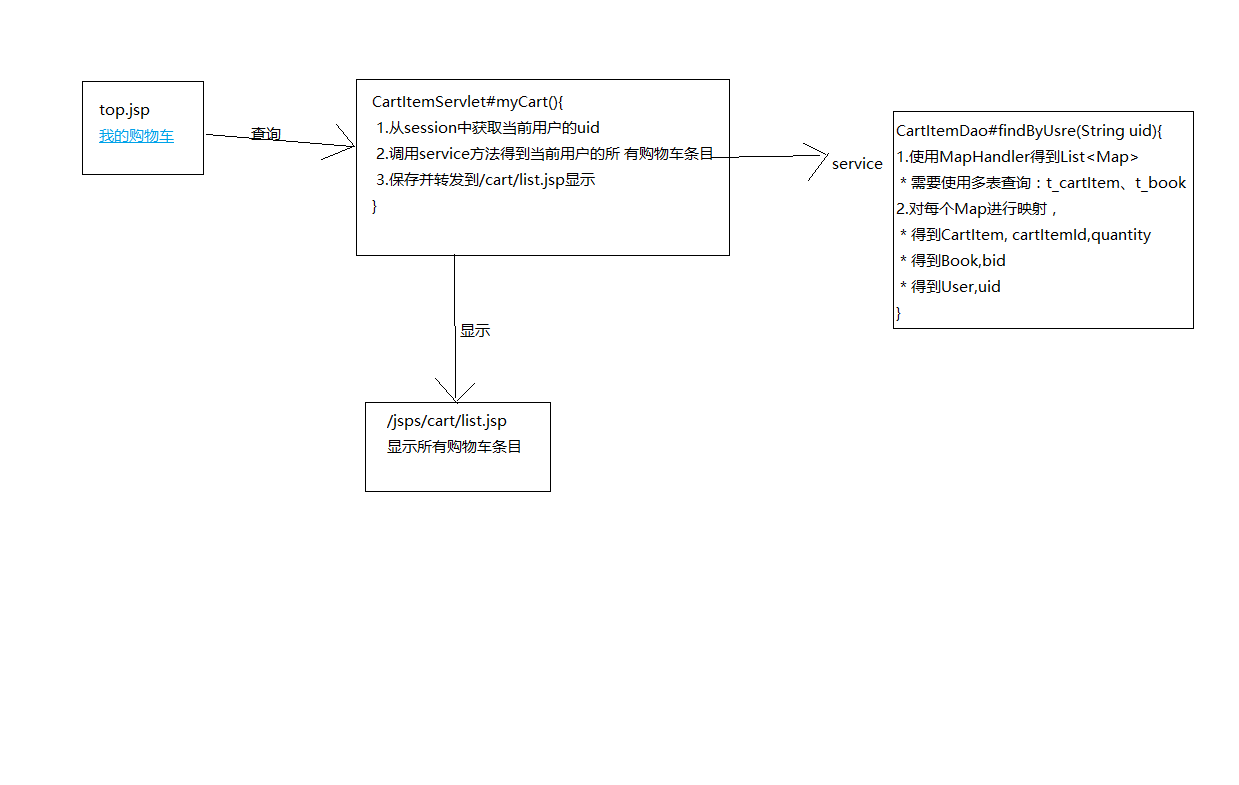 top.jsp
我的购物车
查询
CartItemServlet#myCart(){
1.从session中获取当前用户的uid
2.调用service方法得到当前用户的所 有购物车条目
3.保存并转发到/cart/list.jsp显示
}
service
CartItemDao#findByUsre(String uid){
1.使用MapHandler得到List<Map>
* 需要使用多表查询：t_cartItem、t_book
2.对每个Map进行映射，
* 得到CartItem, cartItemId,quantity
* 得到Book,bid
* 得到User,uid
}
显示
/jsps/cart/list.jsp
显示所有购物车条目